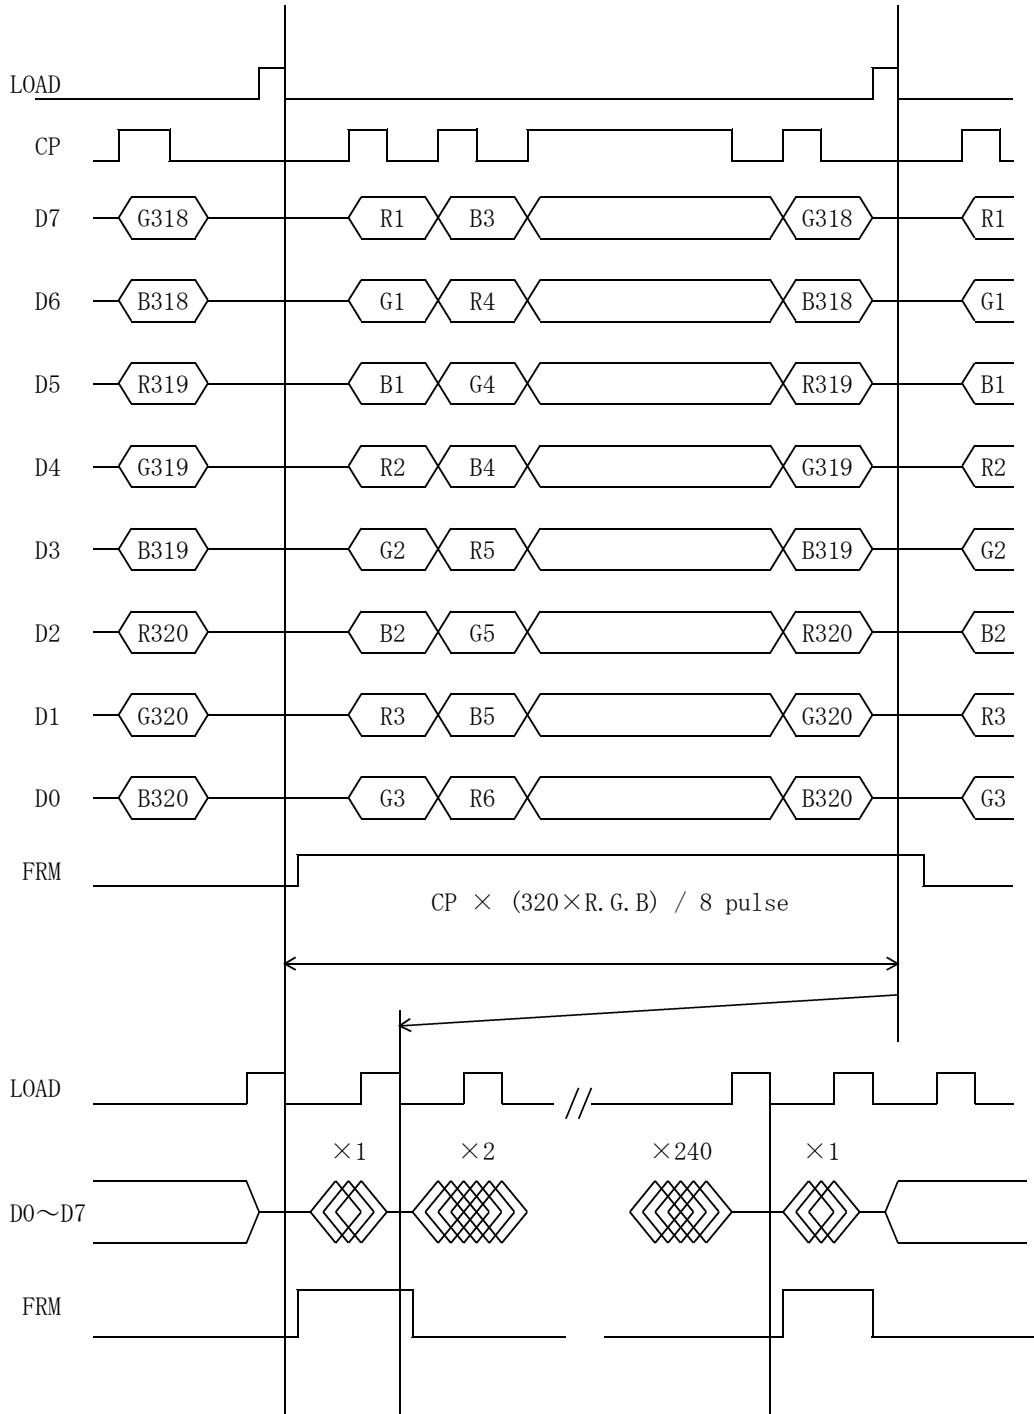 LOAD
CP
D7 G318 R1 B3 G318 R1
D6 B318 G1 R4 B318 G1
D5 R319 B1 G4 R319 B1
D4 G319 R2 B4 G319 R2
D3 B319 G2 R5 B319 G2
D2 R320 B2 G5 R320 B2
D1 G320 R3 B5 G320 R3
D0 B320 G3 R6 B320 G3
FRM
CP × (320×R.G.B) / 8 pulse
LOAD
×1 ×2 ×240 ×1
D0～D7
FRM